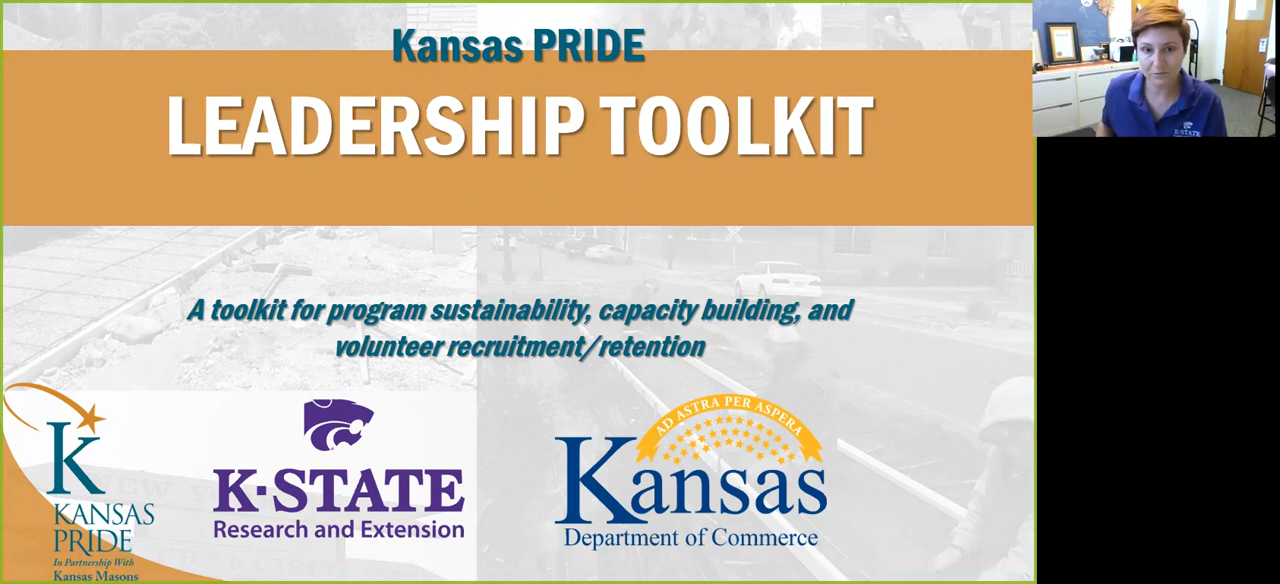 Kansas PRIDE
LEADERSHIP TOOLKIT
A toolkit for program sustainability, capacity building, and
volunteer recruitment/retention
K
KANSAS
PRIDE
In Partnership With
Kansas Masons
K-STATE
Research and Extension
AD ASTRA PER ASPERA
Kansas
Department of Commerce
K-STATE